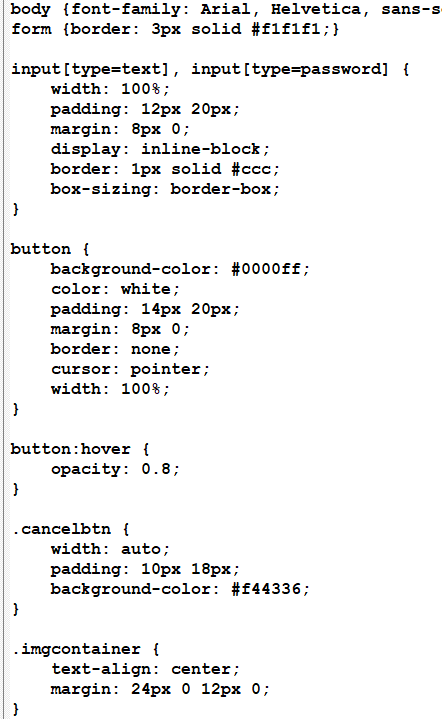 body {font-family: Arial, Helvetica,
form {border: 3px solid #f1f1f1;}

input[type=text], input[type=password] {
    width: 100%;
    padding: 12px 20px;
    margin: 8px 0;
    display: inline-block;
    border: 1px solid #ccc;
    box-sizing: border-box;
}

button {
    background-color: #0000ff;
    color: white;
    padding: 14px 20px;
    margin: 8px 0;
    border: none;
    cursor: pointer;
    width: 100%;
}

button:hover {
    opacity: 0.8;
}

.cancelbtn {
    width: auto;
    padding: 10px 18px;
    background-color: #f44336;
}

.imgcontainer {
    text-align: center;
    margin: 24px 0 12px 0;
}